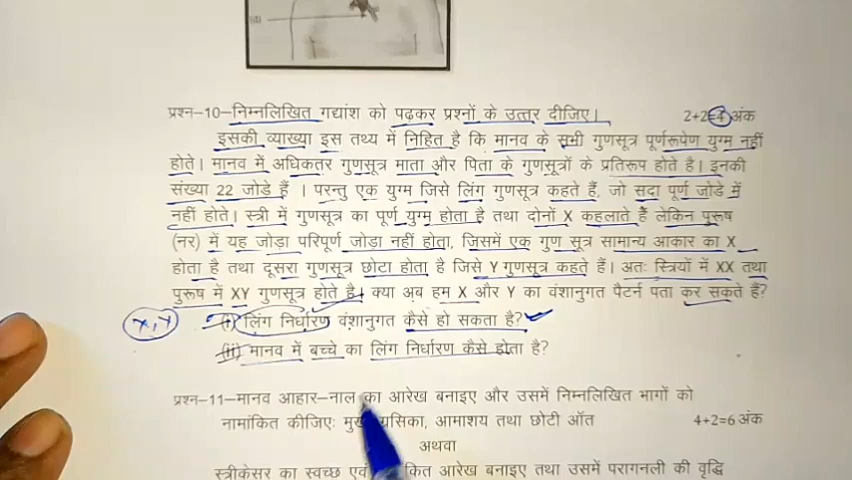 प्रश्न–10–निम्नलिखित गद्यांश को पढ़कर प्रश्नों के उत्तर दीजिए। 2+2=4 अंक
इसकी व्याख्या इस तथ्य में निहित है कि मानव के सभी गुणसूत्र पूर्णरूपेण युग्म नहीं
होते। मानव में अधिकतर गुणसूत्र माता और पिता के गुणसूत्रों के प्रतिरूप होते है। इनकी
संख्या 22 जोडे हैं । परन्तु एक युग्म जिसे लिंग गुणसूत्र कहते हैं, जो सदा पूर्ण जोडे में
नहीं होते। स्त्री में गुणसूत्र का पूर्ण युग्म होता है तथा दोनों X कहलाते हैं लेकिन पुरूष
(नर) में यह जोड़ा परिपूर्ण जोड़ा नहीं होता, जिसमें एक गुण सूत्र सामान्य आकार का X
होता है तथा दूसरा गुणसूत्र छोटा होता है जिसे Y गुणसूत्र कहते हैं। अतः स्त्रियों में XX तथा
पुरूष में XY गुणसूत्र होते है। क्या अब हम X और Y का वंशानुगत पैटर्न पता कर सकते हैं?
X, Y (i) लिंग निर्धारण वंशानुगत कैसे हो सकता है?
(ii) मानव में बच्चे का लिंग निर्धारण कैसे होता है?
प्रश्न–11–मानव आहार–नाल का आरेख बनाइए और उसमें निम्नलिखित भागों को
नामांकित कीजिएः आमाशय तथा छोटी ऑत 4+2=6 अंक
अथवा
स्त्रीकेसर का स्वच्छ एवं आरेख बनाइए तथा उसमें परागनली की वृद्धि